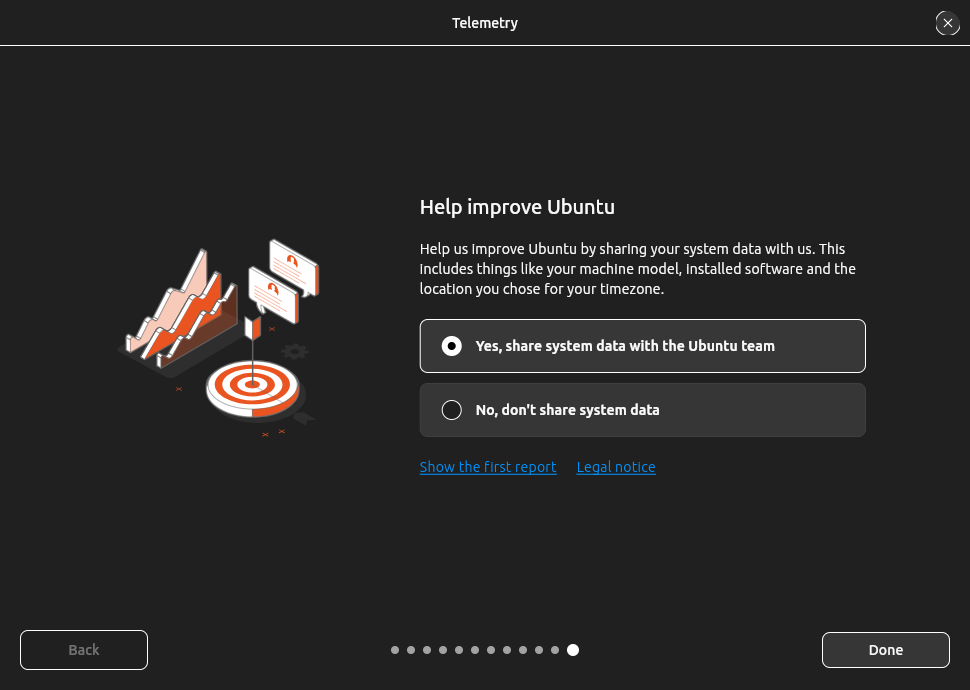 Telemetry
Help improve Ubuntu
Help us improve Ubuntu by sharing your system data with us. This
includes things like your machine model, installed software and the
location you chose for your timezone.
Yes, share system data with the Ubuntu team
No, don't share system data
Show the first report Legal notice
Back Done